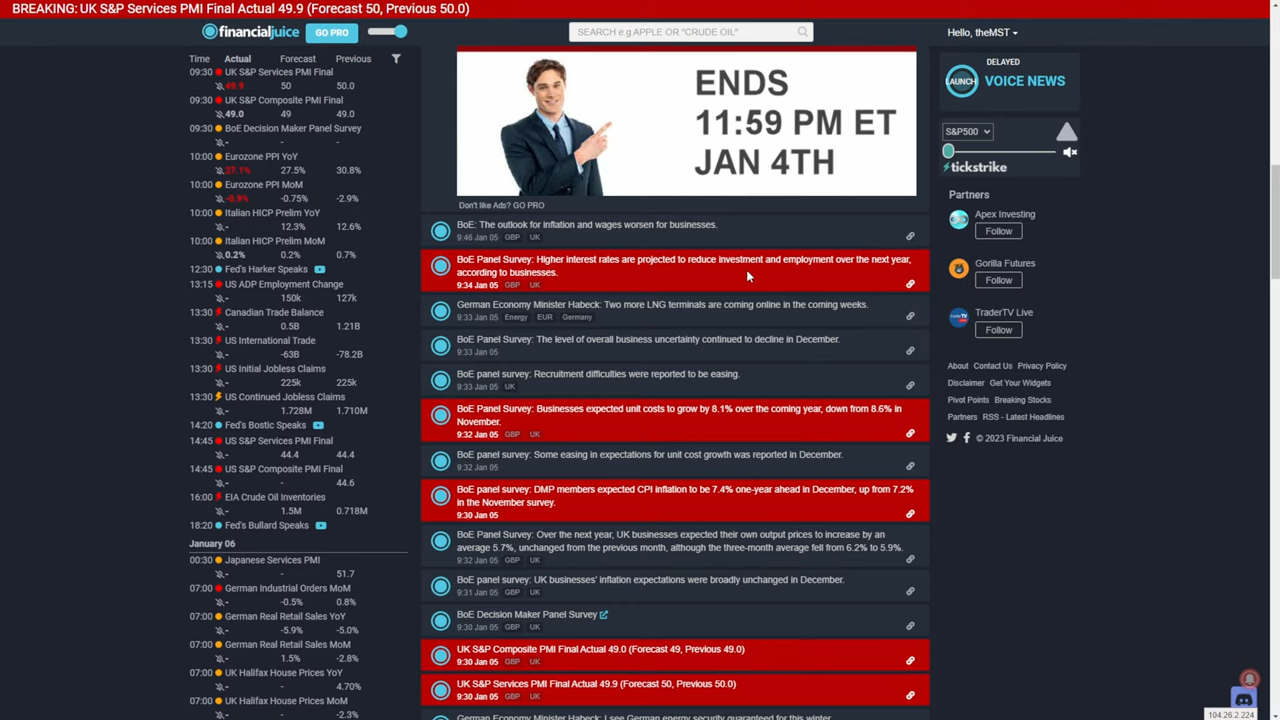 BREAKING: UK S&P Services PMI Final Actual 49.9 (Forecast 50, Previous 50.0)
financialjuice
GO PRO
SEARCH e.g APPLE OR "CRUDE OIL"
Hello, theMST
Time Actual Forecast Previous
09:30 UK S&P Services PMI Final
49.9 50 50.0
09:30 UK S&P Composite PMI Final
49.0 49 49.0
09:30 BoE Decision Maker Panel Survey
- - -
10:00 Eurozone PPI YoY
27.1% 27.5% 30.8%
10:00 Eurozone PPI MoM
-0.9% -0.75% -2.9%
10:00 Italian HICP Prelim YoY
- 12.3% 12.6%
10:00 Italian HICP Prelim MoM
0.2% 0.2% 0.7%
12:30 Fed's Harker Speaks
13:15 US ADP Employment Change
- 150k 127k
13:30 Canadian Trade Balance
- 0.5B 1.21B
13:30 US International Trade
- -63B -78.2B
13:30 US Initial Jobless Claims
- 225k 225k
13:30 US Continued Jobless Claims
- 1.728M 1.710M
14:20 Fed's Bostic Speaks
14:45 US S&P Services PMI Final
- 44.4 44.4
14:45 US S&P Composite PMI Final
- - 44.6
16:00 EIA Crude Oil Inventories
- 1.5M 0.718M
18:20 Fed's Bullard Speaks
January 06
00:30 Japanese Services PMI
- - 51.7
07:00 German Industrial Orders MoM
- -0.5% 0.8%
07:00 German Real Retail Sales YoY
- -5.9% -5.0%
07:00 German Real Retail Sales MoM
- 1.5% -2.8%
07:00 UK Halifax House Prices YoY
- - 4.70%
07:00 UK Halifax House Prices MoM
- - -2.3%
ENDS
11:59 PM ET
JAN 4TH
Don't like Ads? GO PRO
BoE: The outlook for inflation and wages worsen for businesses.
9:46 Jan 05 GBP UK
BoE Panel Survey: Higher interest rates are projected to reduce investment and employment over the next year,
according to businesses.
9:34 Jan 05 GBP UK
German Economy Minister Habeck: Two more LNG terminals are coming online in the coming weeks.
9:33 Jan 05 Energy EUR Germany
BoE Panel Survey: The level of overall business uncertainty continued to decline in December.
9:33 Jan 05
BoE panel survey: Recruitment difficulties were reported to be easing.
9:33 Jan 05 UK
BoE Panel Survey: Businesses expected unit costs to grow by 8.1% over the coming year, down from 8.6% in
November.
9:32 Jan 05 GBP UK
BoE panel survey: Some easing in expectations for unit cost growth was reported in December.
9:32 Jan 05
BoE panel survey: DMP members expected CPI inflation to be 7.4% one-year ahead in December, up from 7.2%
in the November survey.
9:30 Jan 05
BoE Panel Survey: Over the next year, UK businesses expected their own output prices to increase by an
average 5.7%, unchanged from the previous month, although the three-month average fell from 6.2% to 5.9%.
9:32 Jan 05 GBP UK
BoE panel survey: UK businesses' inflation expectations were broadly unchanged in December.
9:31 Jan 05 GBP UK
BoE Decision Maker Panel Survey
9:30 Jan 05 GBP UK
UK S&P Composite PMI Final Actual 49.0 (Forecast 49, Previous 49.0)
9:30 Jan 05 GBP UK
UK S&P Services PMI Final Actual 49.9 (Forecast 50, Previous 50.0)
9:30 Jan 05 GBP UK
German Economy Minister Habeck: I see German energy security guaranteed for this winter.
DELAYED
LAUNCH
VOICE NEWS
S&P500
tickstrike
Partners
Apex Investing
Follow
Gorilla Futures
Follow
TraderTV Live
Follow
About Contact Us Privacy Policy
Disclaimer Get Your Widgets
Pivot Points Breaking Stocks
Partners RSS - Latest Headlines
© 2023 Financial Juice
104.26.2.224